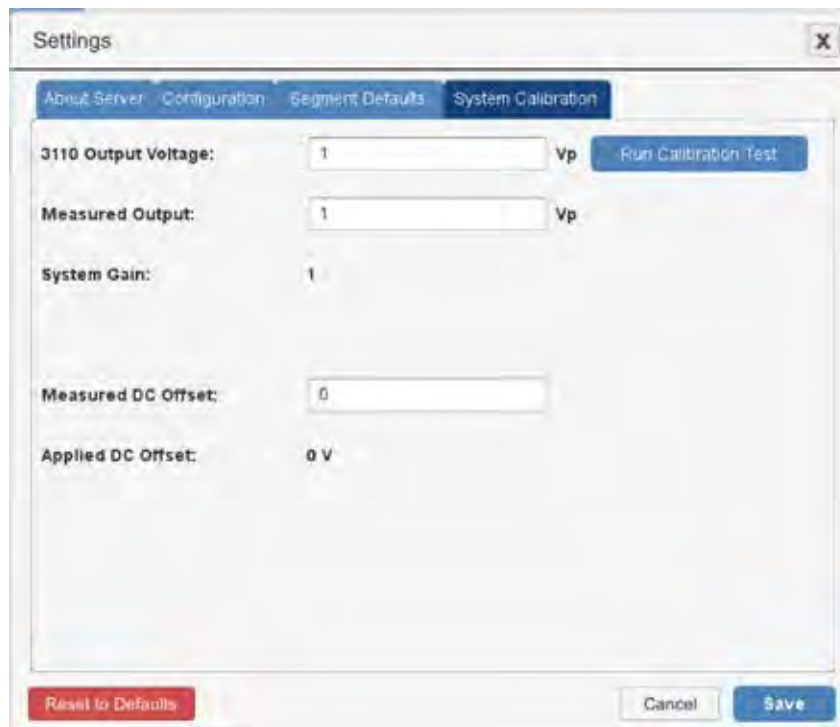 Settings
X
About Server Configuration Segment Defaults System Calibration
3110 Output Voltage: 1 Vp Run Calibration Test
Measured Output: 1 Vp
System Gain: 1
Measured DC Offset: 0
Applied DC Offset: 0 V
Reset to Defaults Cancel Save